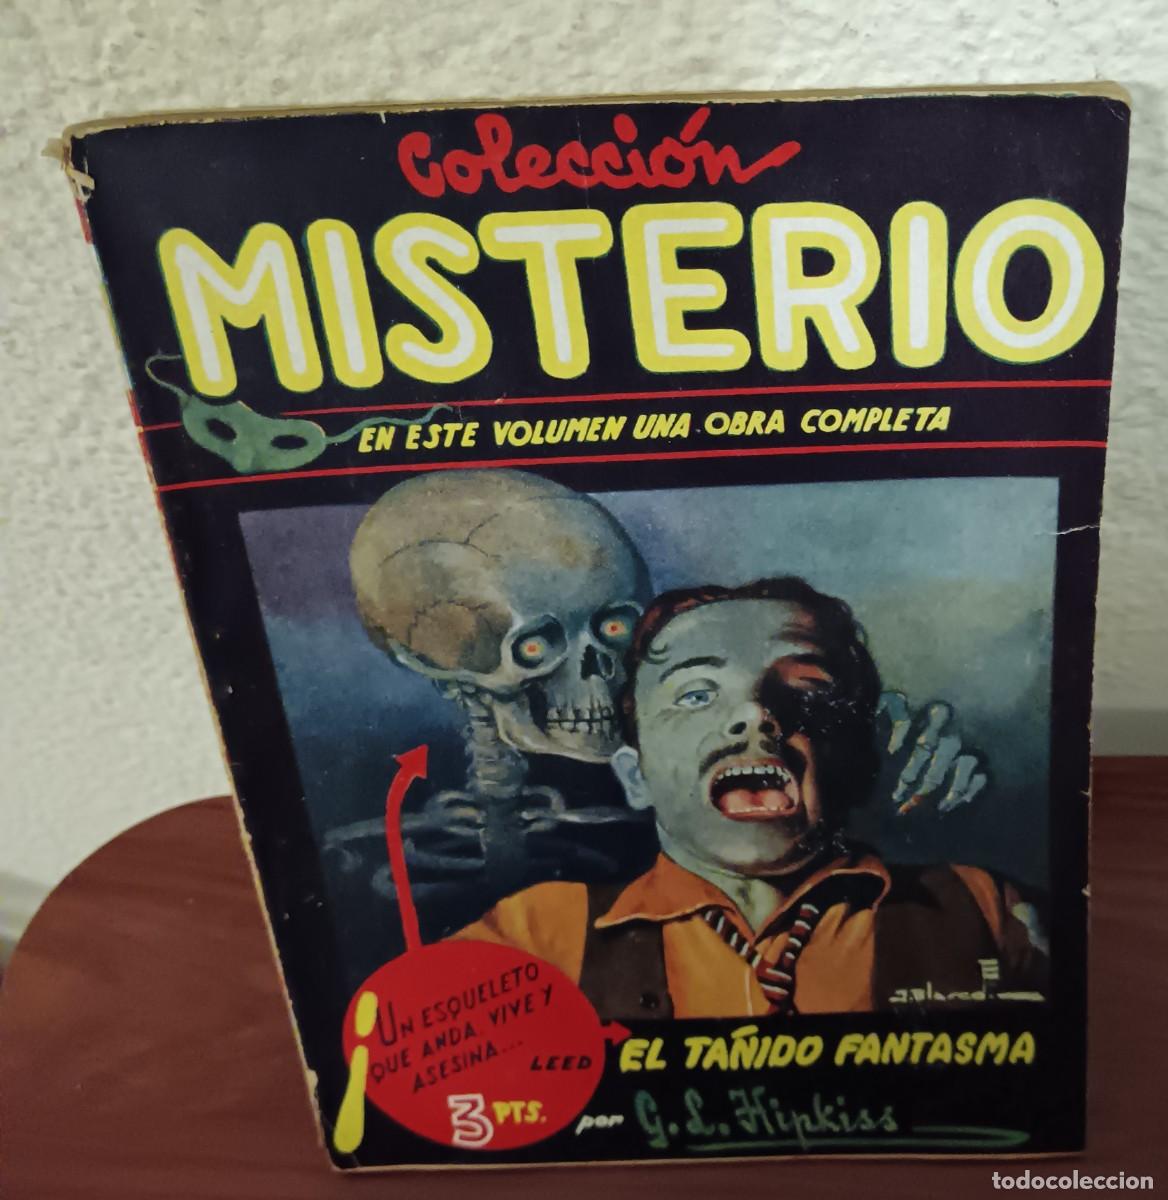 Colección
MISTERIO
EN ESTE VOLUMEN UNA OBRA COMPLETA
¡UN ESQUELETO
QUE ANDA, VIVE Y
ASESINA...
LEED
3 PTS.
EL TAÑIDO FANTASMA
por G. L. Hipkiss
todocoleccion